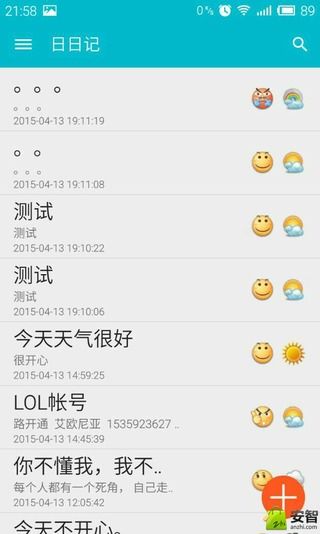 21:58
0%
89
日日记
。。。
。。。
2015-04-13 19:11:19
。。
。。。
2015-04-13 19:11:08
测试
测试
2015-04-13 19:10:22
测试
测试
2015-04-13 19:10:06
今天天气很好
很开心
2015-04-13 14:59:25
LOL帐号
路开通 艾欧尼亚 1535923627 ..
2015-04-13 14:45:39
你不懂我，我不..
每个人都有一个死角， 自己走..
2015-04-13 12:05:42
今天不开心。
安智
anzhi.com